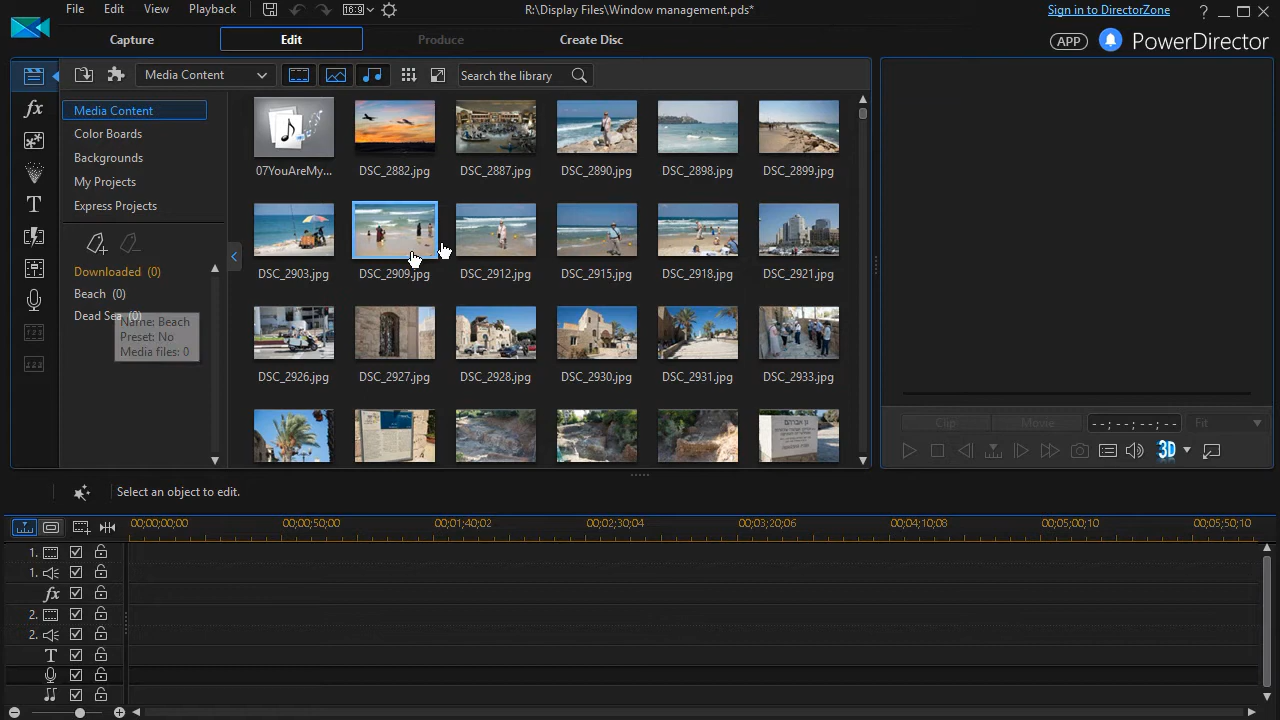 File Edit View Playback 16:9 R:\Display Files\Window management.pds* Sign in to DirectorZone ?
Capture Edit Produce Create Disc APP PowerDirector
Media Content Search the library
Media Content
Color Boards
Backgrounds
My Projects
Express Projects
Downloaded (0)
Beach (0)
Dead Sea (0)
Name: Beach
Preset: No
Media files: 0
07YouAreMy... DSC_2882.jpg DSC_2887.jpg DSC_2890.jpg DSC_2898.jpg DSC_2899.jpg
DSC_2903.jpg DSC_2909.jpg DSC_2912.jpg DSC_2915.jpg DSC_2918.jpg DSC_2921.jpg
DSC_2926.jpg DSC_2927.jpg DSC_2928.jpg DSC_2930.jpg DSC_2931.jpg DSC_2933.jpg
Clip Movie --;--;--;-- Fit
3D
Select an object to edit.
00;00;00;00 00;00;50;00 00;01;40;02 00;02;30;04 00;03;20;06 00;04;10;08 00;05;00;10 00;05;50;10
1.
1.
fx
2.
2.
T